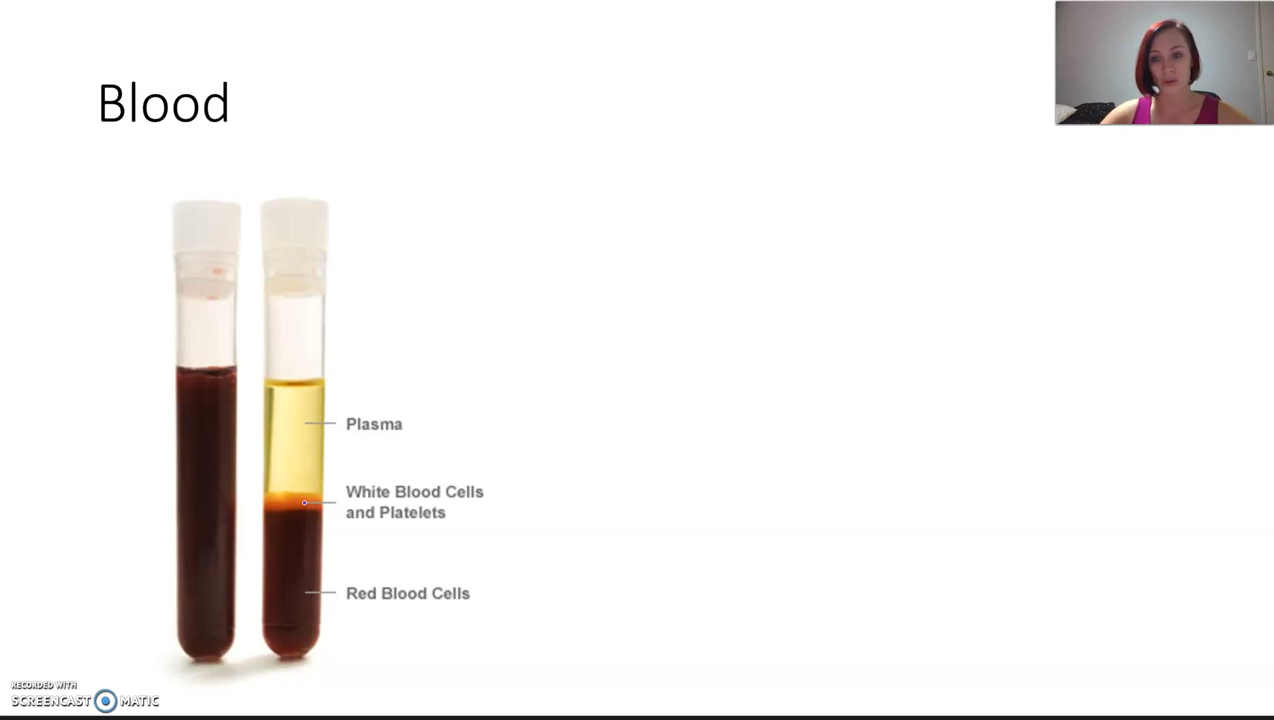 Blood
Plasma
White Blood Cells
and Platelets
Red Blood Cells
RECORDED WITH
SCREENCAST MATIC